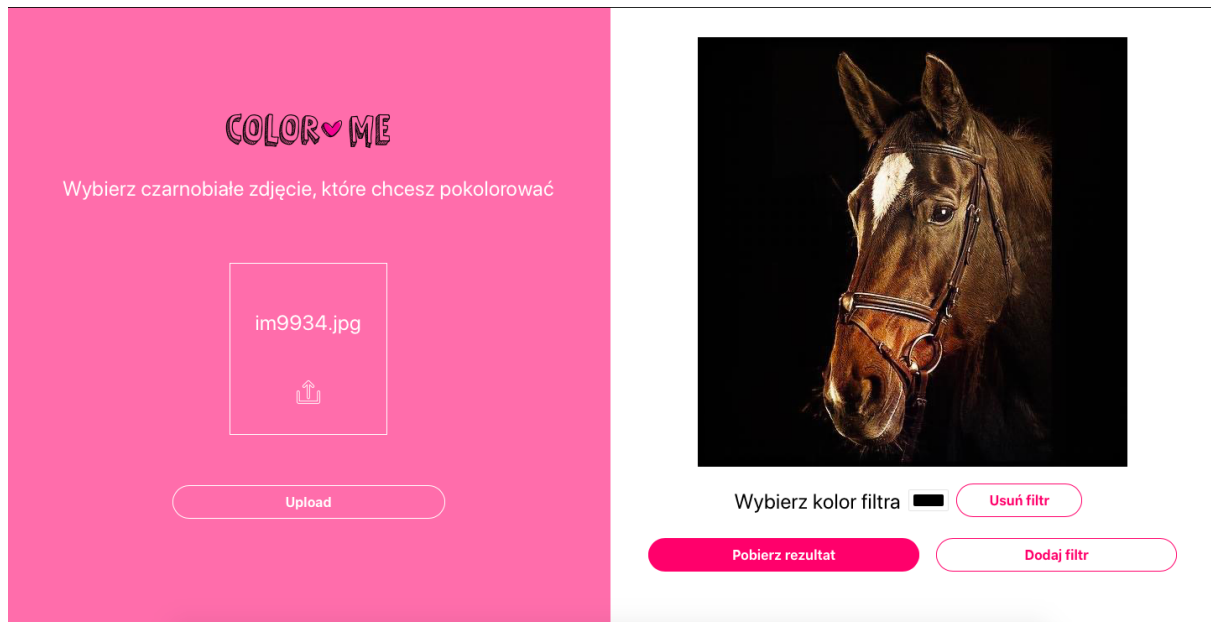 COLOR ME
Wybierz czarnobiałe zdjęcie, które chcesz pokolorować
im9934.jpg
Upload
Wybierz kolor filtra
Usuń filtr
Pobierz rezultat
Dodaj filtr